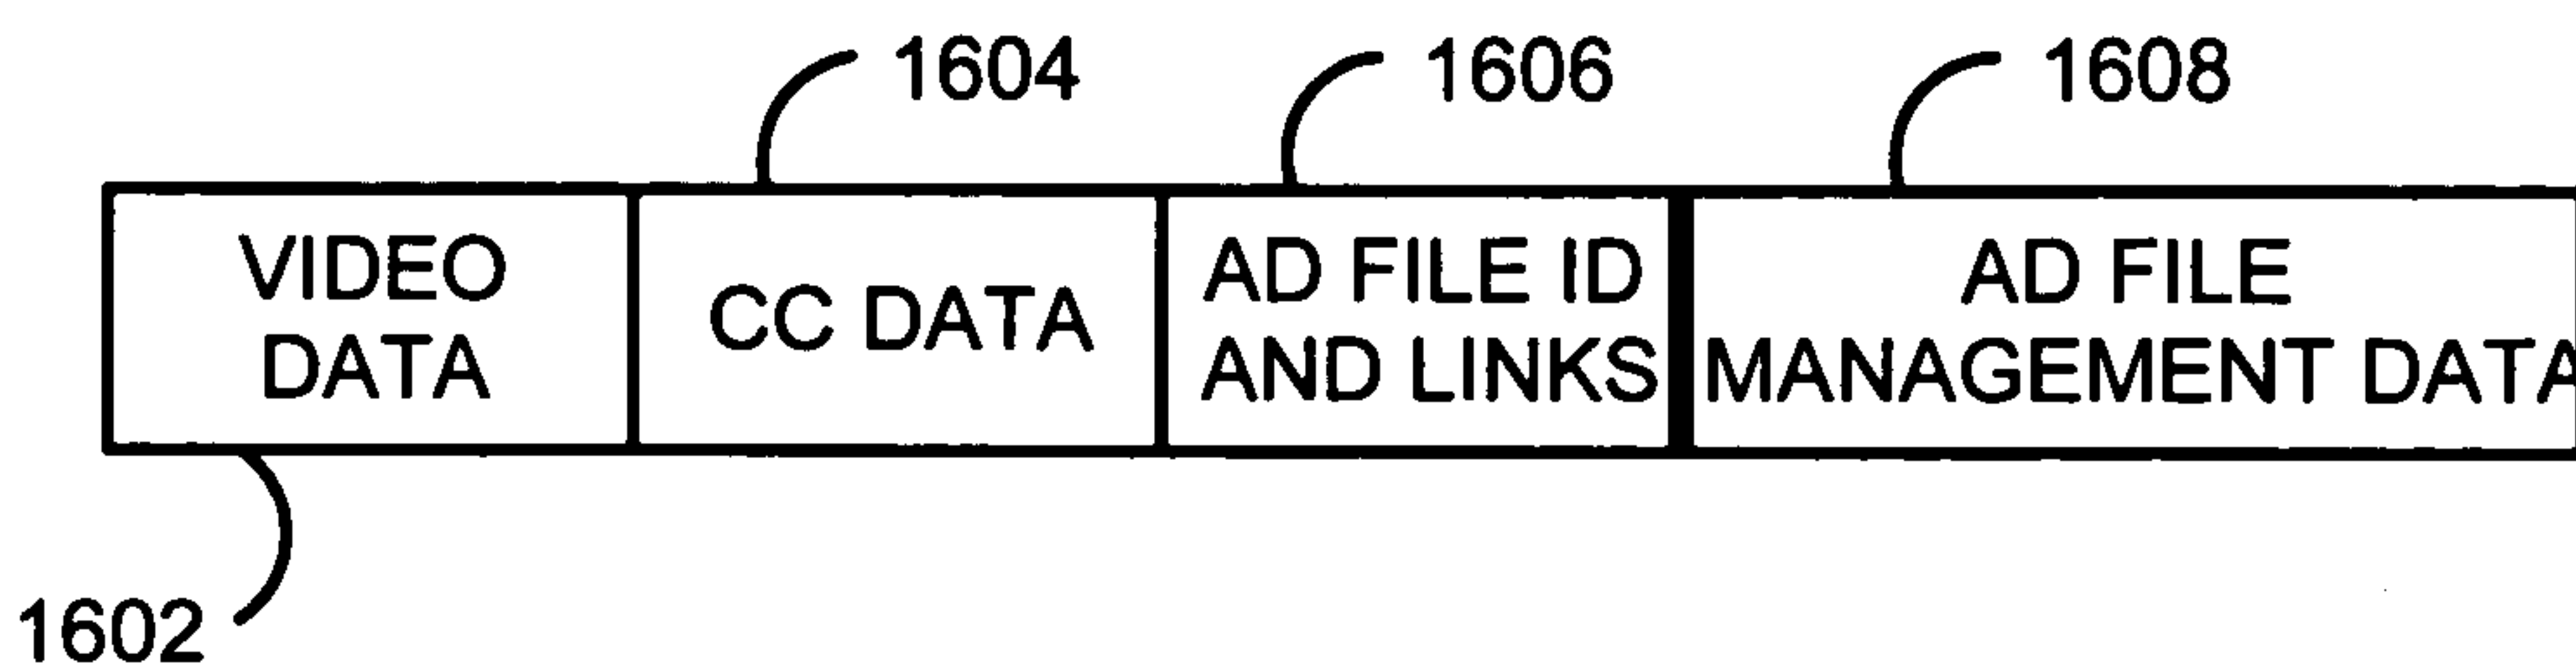 1604
1606
1608
VIDEO
DATA
CC DATA
AD FILE ID
AND LINKS
AD FILE
MANAGEMENT DATA
1602